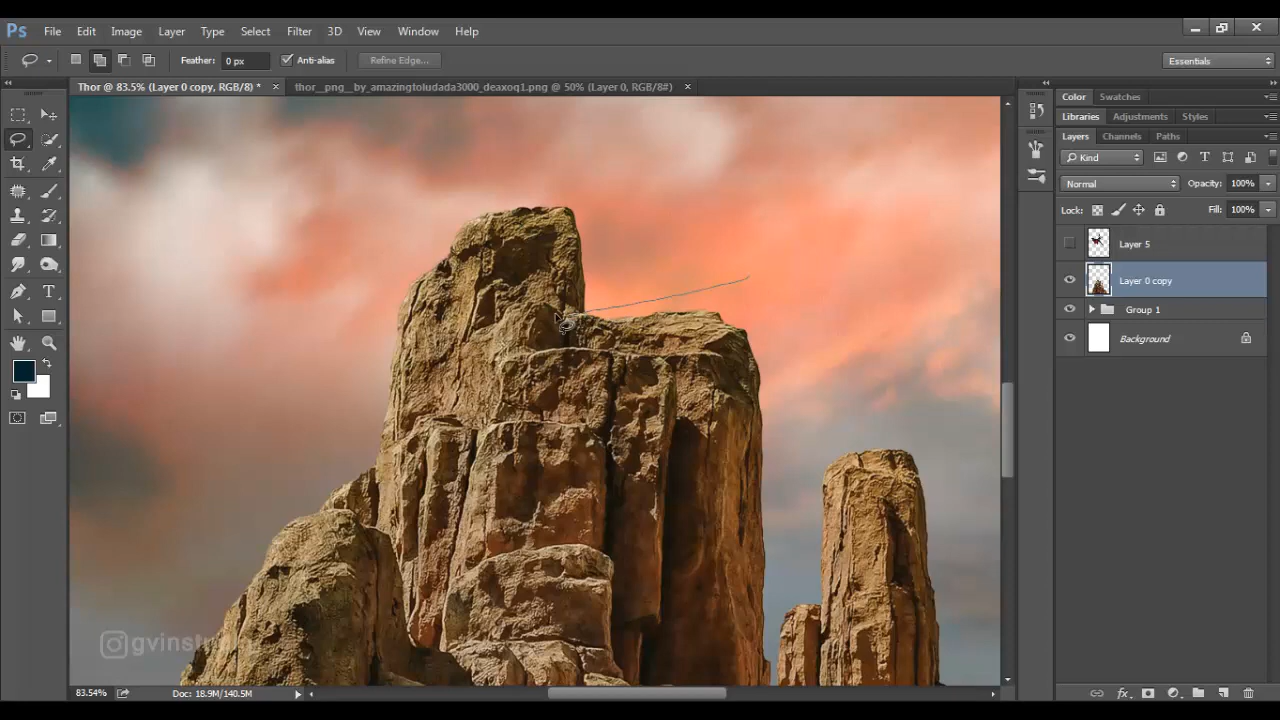 Ps File Edit Image Layer Type Select Filter 3D View Window Help
Feather: 0 px Anti-alias Refine Edge... Essentials
Thor @ 83.5% (Layer 0 copy, RGB/8) * × thor__png__by_amazingtoludada3000_deaxoq1.png @ 50% (Layer 0, RGB/8#) ×
Color Swatches
Libraries Adjustments Styles
Layers Channels Paths
Kind
Normal Opacity: 100%
Lock: Fill: 100%
Layer 5
Layer 0 copy
Group 1
Background
83.54% Doc: 18.9M/140.5M